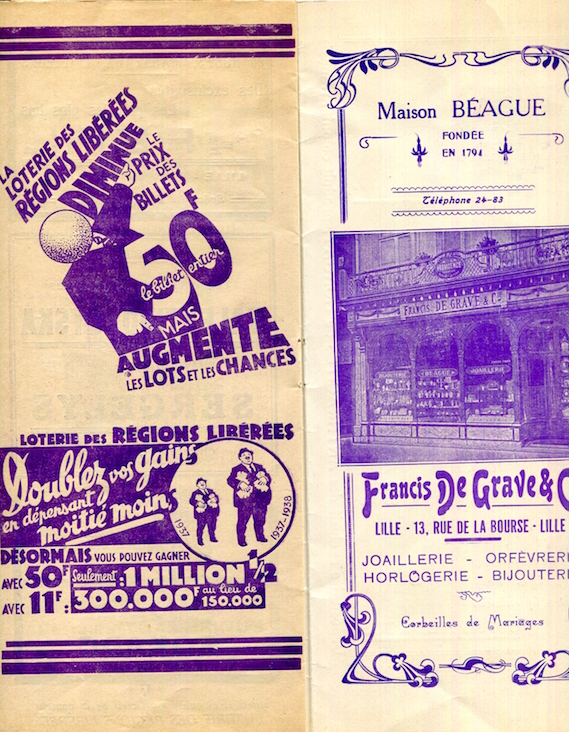 LA
LOTERIE DES
RÉGIONS LIBÉRÉES
DIMINUE
LE
PRIX
DES
BILLETS
50F
le billet entier
MAIS
AUGMENTE
LES LOTS ET LES CHANCES
LOTERIE DES RÉGIONS LIBÉRÉES
Doublez vos gains
en dépensant
moitié moins
1937
1937-1938
DÉSORMAIS VOUS POUVEZ GAGNER
AVEC 50F Seulement : 1 MILLION 1/2
AVEC 11F : 300.000F au lieu de 150.000
Maison BÉAGUE
FONDÉE
EN 1794
Téléphone 24-83
FRANCIS DE GRAVE & Cie
BÉAGUE
JOAILLERIE
Francis De Grave & C
LILLE - 13, RUE DE LA BOURSE - LILLE
JOAILLERIE - ORFÈVRERI
HORLOGERIE - BIJOUTER
Corbeilles de Mariages